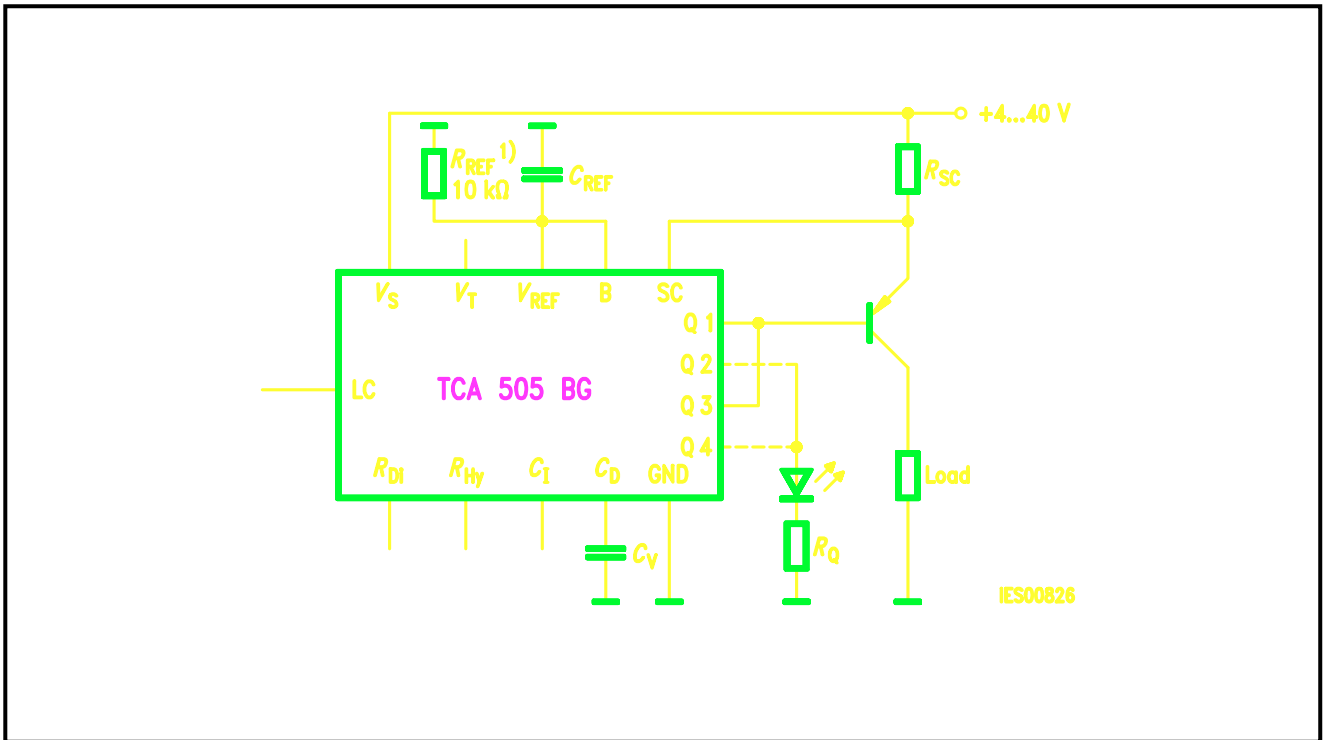 +4...40 V
RREF 1)
10 kΩ
CREF
RSC
VS VT VREF B SC
Q 1
Q 2
LC TCA 505 BG
Q 3
Q 4
RDI RHy CI CD GND
Load
CV
RQ
IES00826